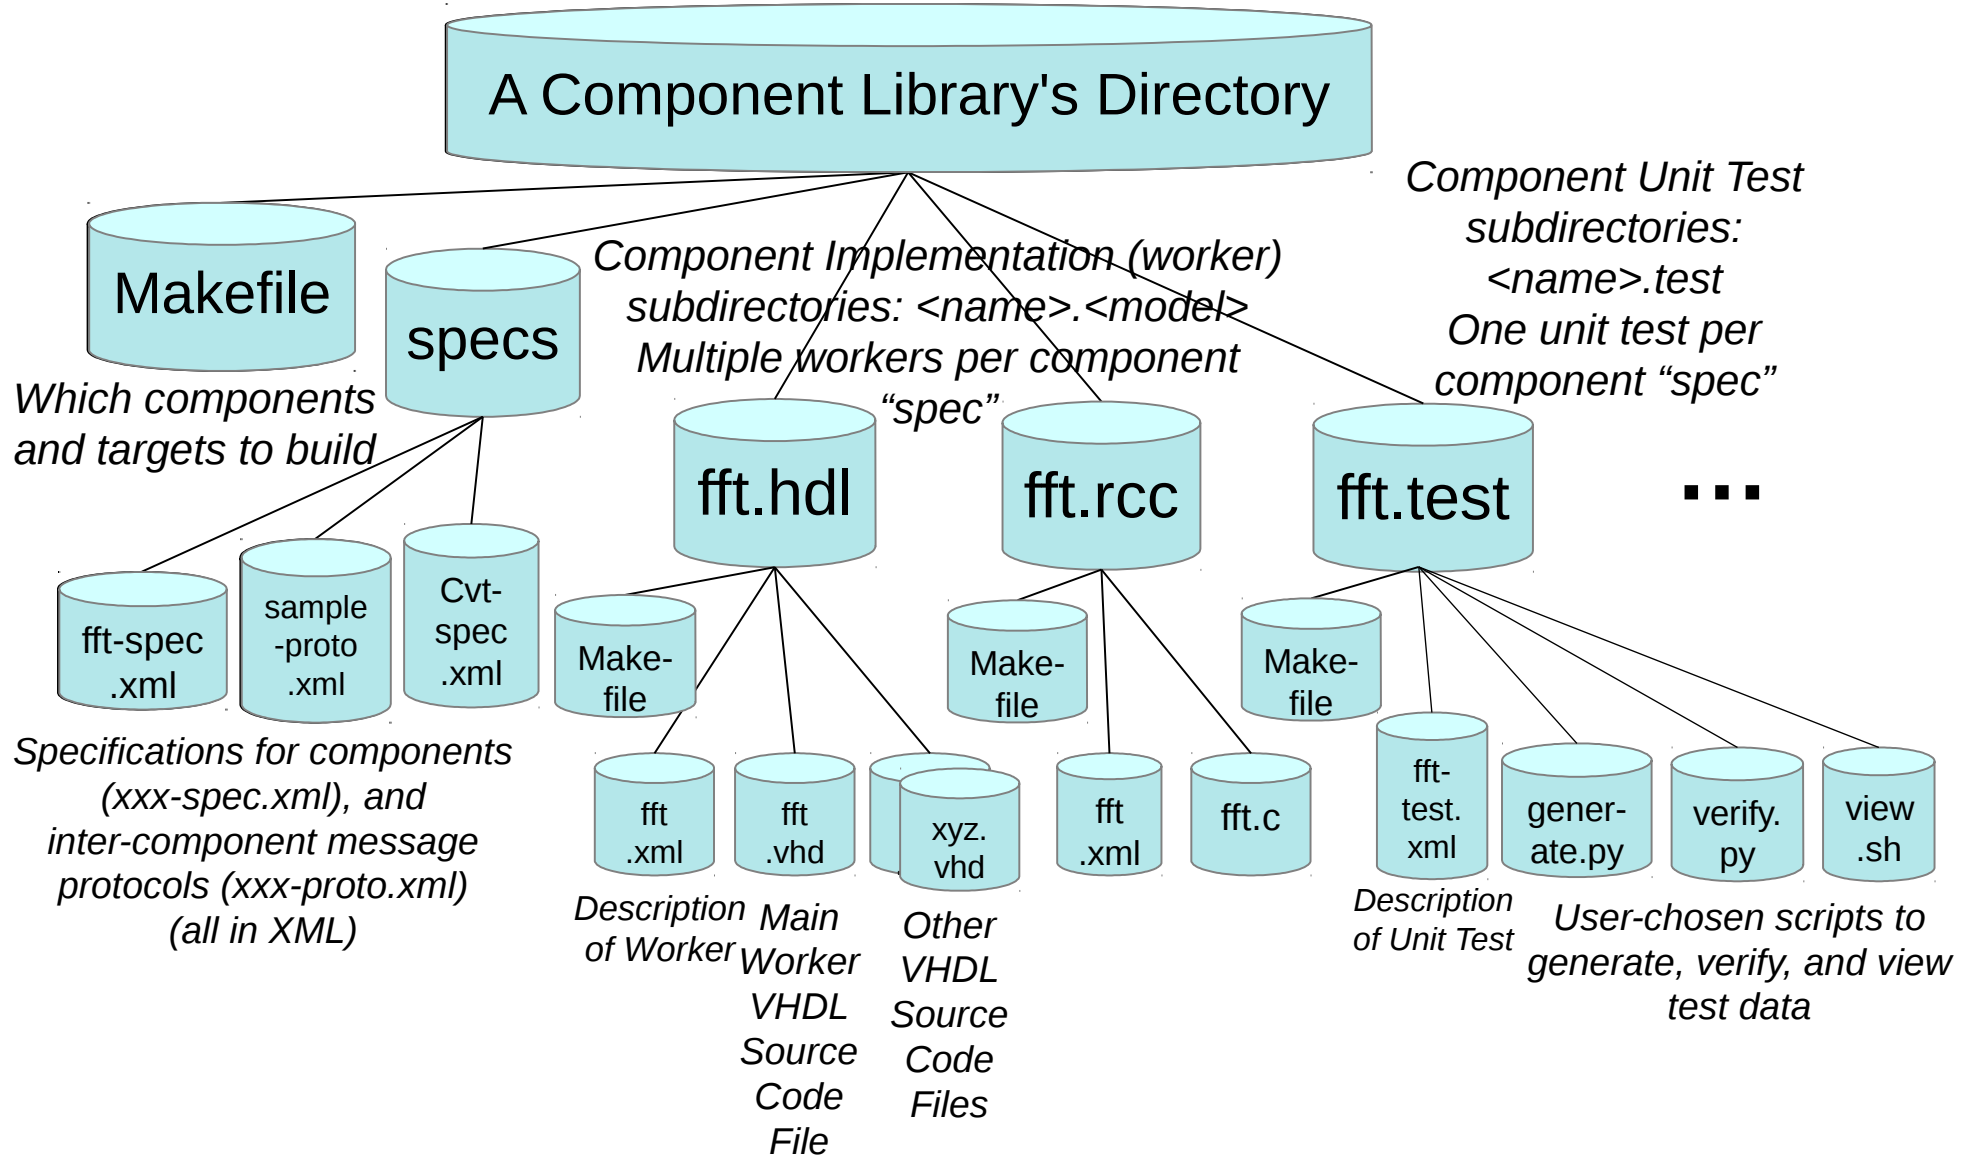 A Component Library's Directory
Makefile
Which components
and targets to build
specs
Component Implementation (worker)
subdirectories: <name>.<model>
Multiple workers per component
“spec”
Component Unit Test
subdirectories:
<name>.test
One unit test per
component “spec”
fft.hdl
fft.rcc
fft.test
...
fft-spec
.xml
sample
-proto
.xml
Cvt-
spec
.xml
Specifications for components
(xxx-spec.xml), and
inter-component message
protocols (xxx-proto.xml)
(all in XML)
Make-
file
fft
.xml
Description
of Worker
fft
.vhd
Main
Worker
VHDL
Source
Code
File
xyz.
vhd
Other
VHDL
Source
Code
Files
Make-
file
fft
.xml
fft.c
Make-
file
fft-
test.
xml
Description
of Unit Test
gener-
ate.py
verify.
py
view
.sh
User-chosen scripts to
generate, verify, and view
test data